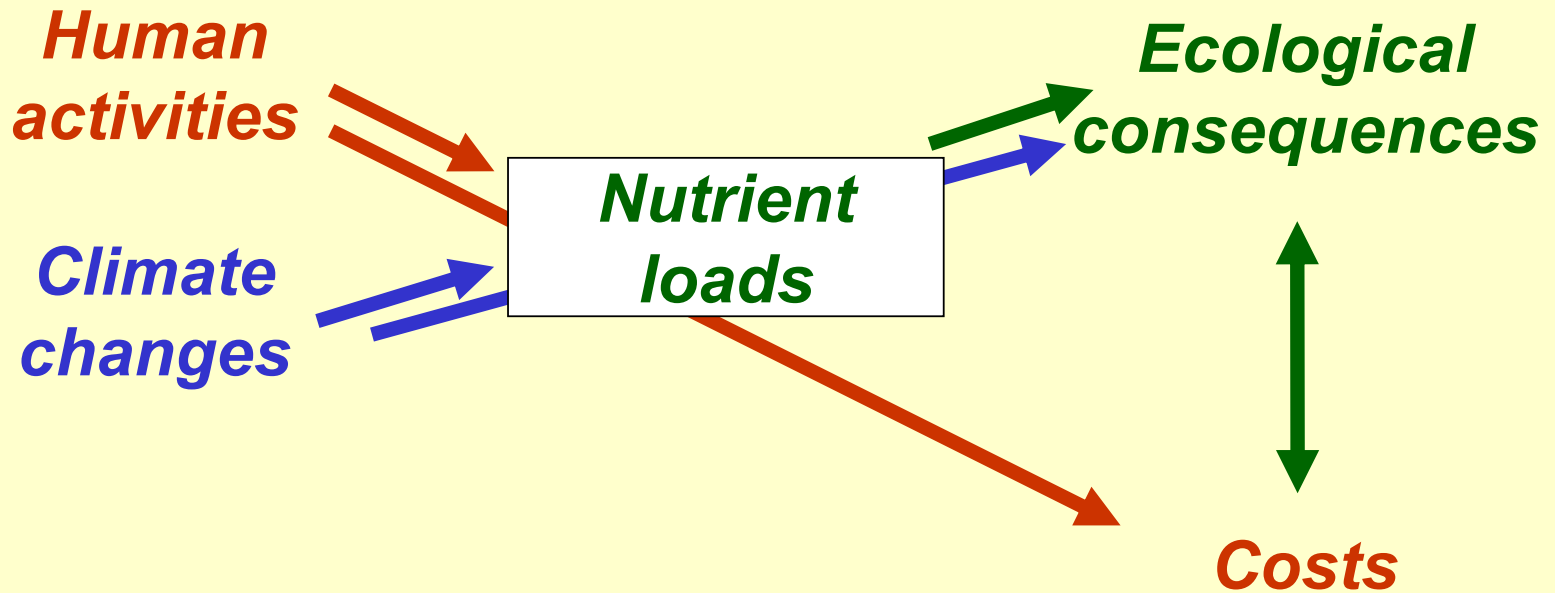 Human
activities
Climate
changes
Nutrient
loads
Ecological
consequences
Costs